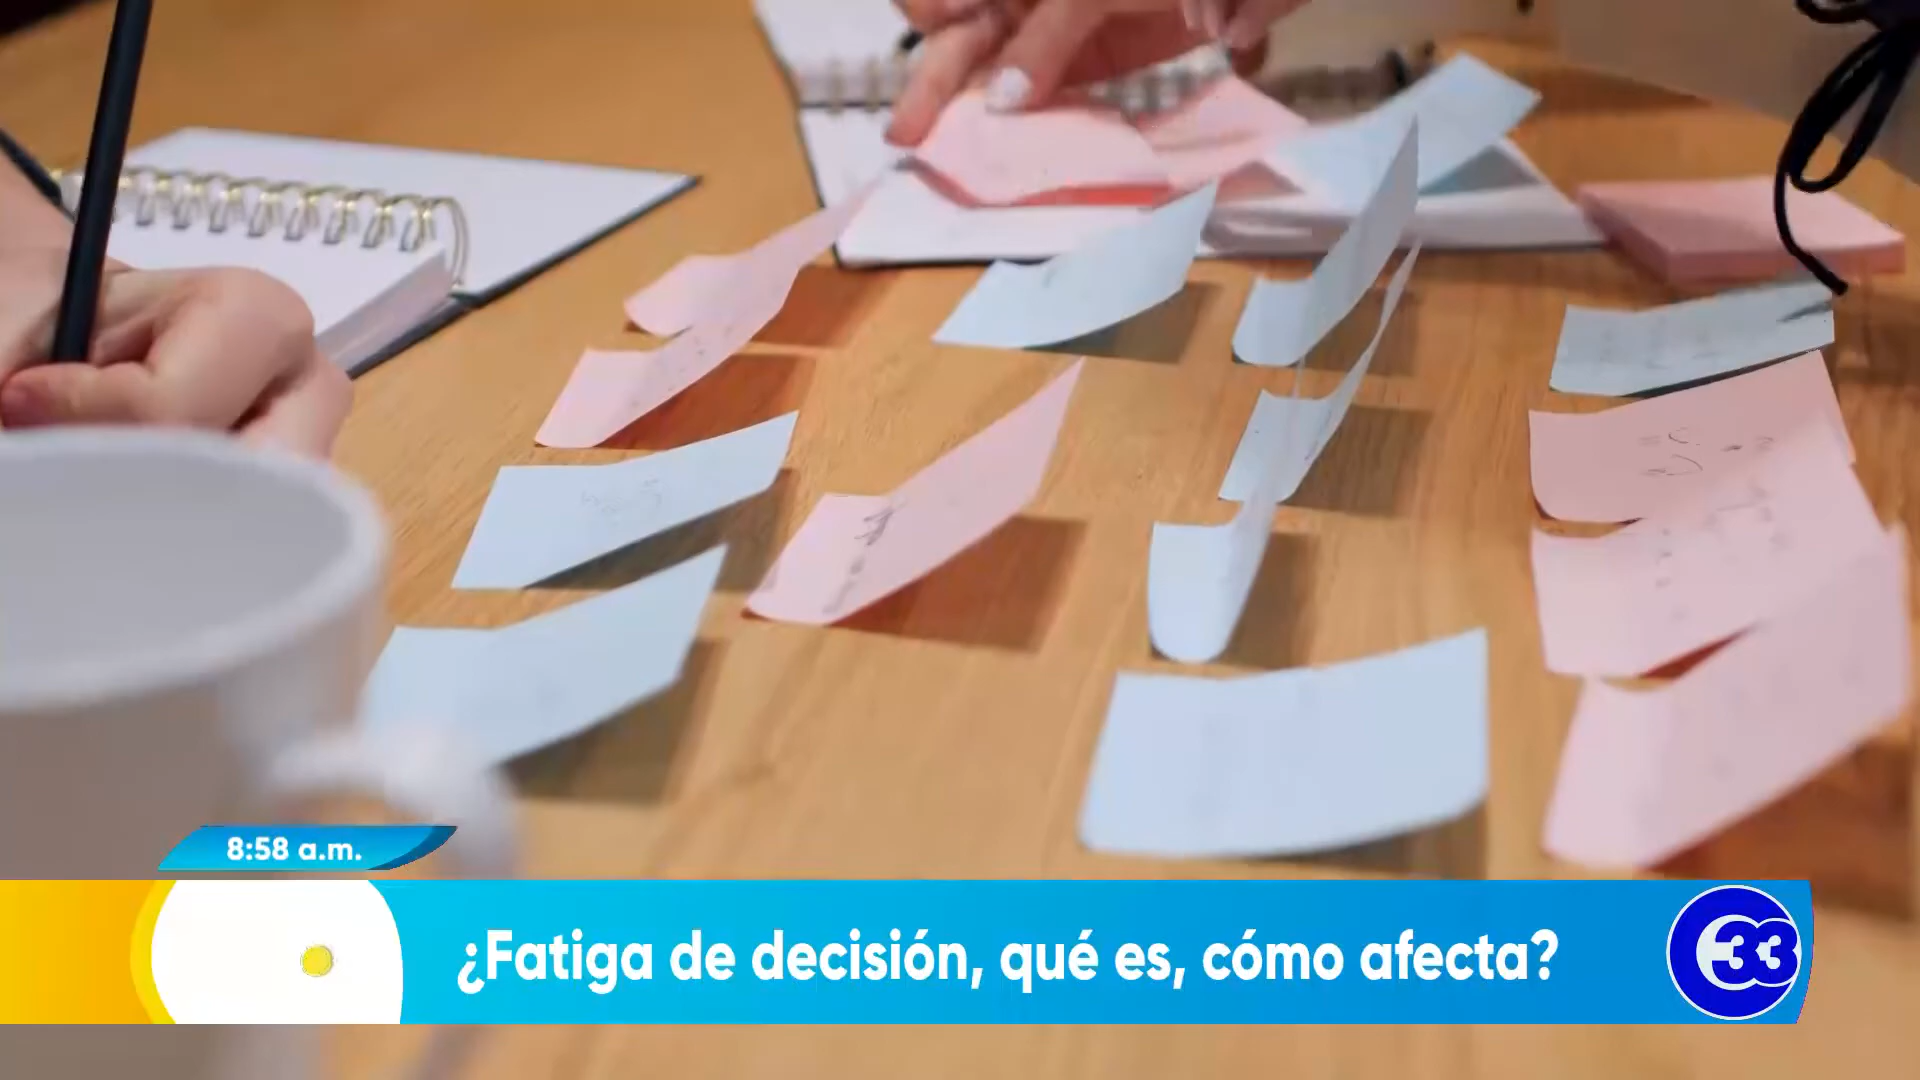 8:58 a.m.
¿Fatiga de decisión, qué es, cómo afecta?
33